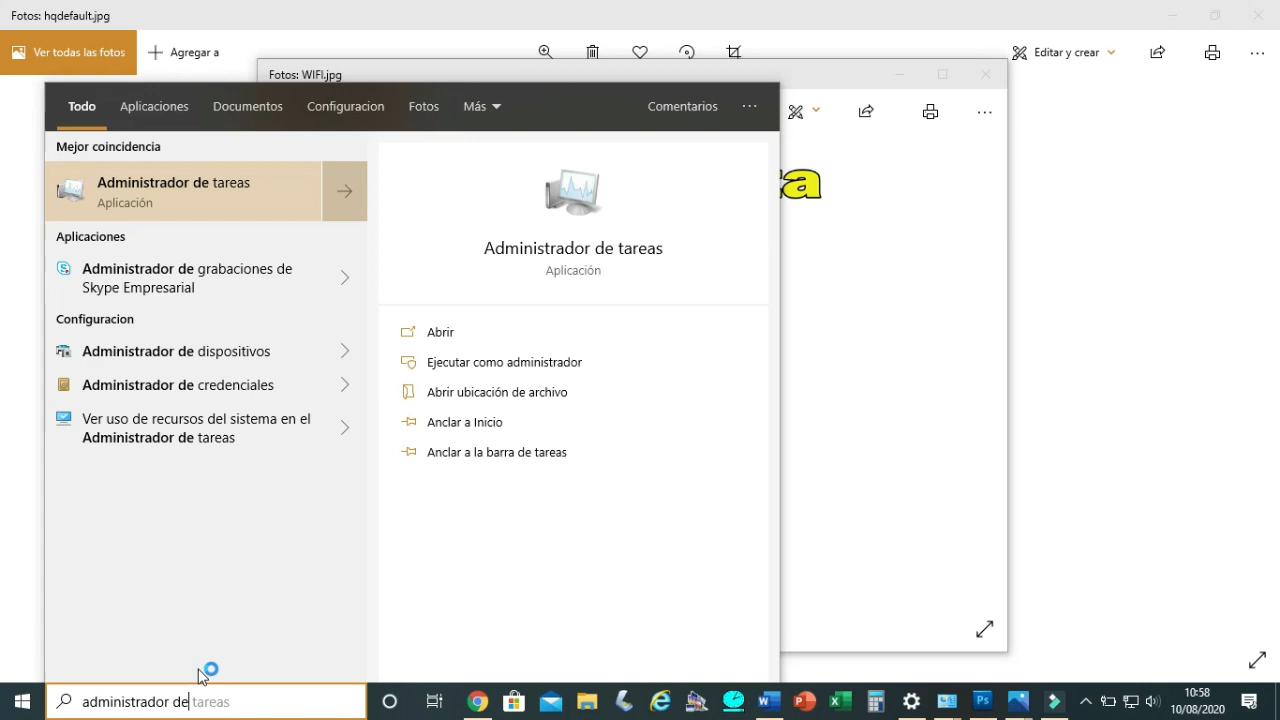 Fotos: hqdefault.jpg
Ver todas las fotos
Agregar a
Editar y crear
Fotos: WIFI.jpg
Todo
Aplicaciones
Documentos
Configuracion
Fotos
Más
Comentarios
Mejor coincidencia
Administrador de tareas
Aplicación
Aplicaciones
Administrador de grabaciones de
Skype Empresarial
Configuracion
Administrador de dispositivos
Administrador de credenciales
Ver uso de recursos del sistema en el
Administrador de tareas
Administrador de tareas
Aplicación
Abrir
Ejecutar como administrador
Abrir ubicación de archivo
Anclar a Inicio
Anclar a la barra de tareas
administrador de tareas
10:58
10/08/2020